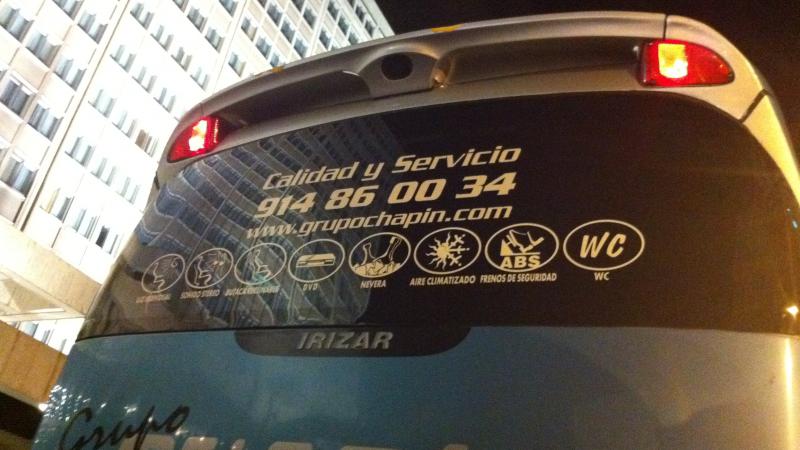 Calidad y Servicio
914 86 00 34
www.grupochapin.com
SONIDO STEREO
DVD
NEVERA
AIRE CLIMATIZADO
ABS
FRENOS DE SEGURIDAD
WC
WC
IRIZAR
Grupo